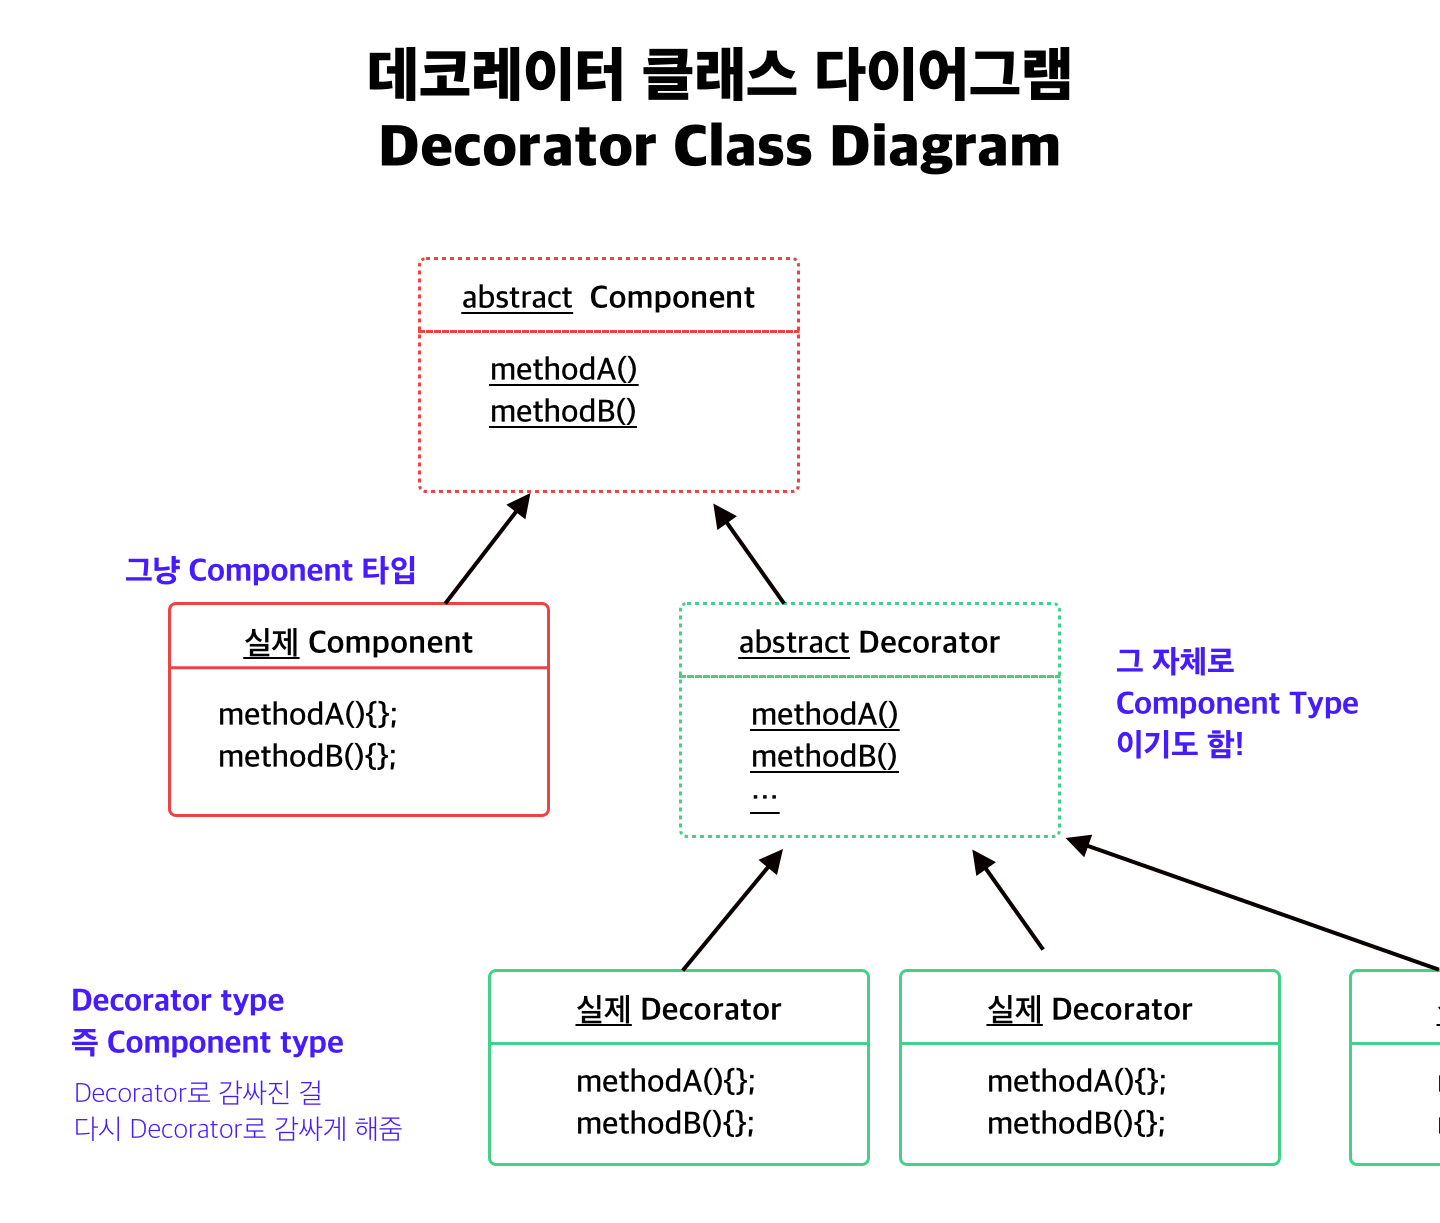 데코레이터 클래스 다이어그램
Decorator Class Diagram
abstract Component
methodA()
methodB()
그냥 Component 타입
실제 Component
methodA(){};
methodB(){};
abstract Decorator
methodA()
methodB()
...
그 자체로
Component Type
이기도 함!
Decorator type
즉 Component type
Decorator로 감싸진 걸
다시 Decorator로 감싸게 해줌
실제 Decorator
methodA(){};
methodB(){};
실제 Decorator
methodA(){};
methodB(){};